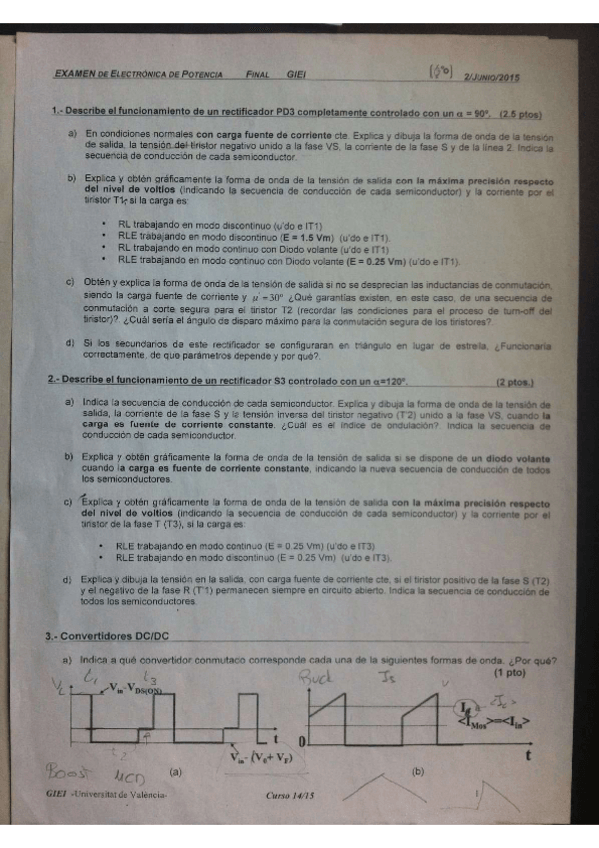 EXAMEN DE ELECTRÓNICA DE POTENCIA FINAL GIEI 2/JUNIO/2015
1.- Describe el funcionamiento de un rectificador PD3 completamente controlado con un α = 90º. (2.5 ptos)
a) En condiciones normales con carga fuente de corriente cte. Explica y dibuja la forma de onda de la tensión
de salida, la tensión del tiristor negativo unido a la fase VS, la corriente de la fase S y de la línea 2. Indica la
secuencia de conducción de cada semiconductor.
b) Explica y obtén gráficamente la forma de onda de la tensión de salida con la máxima precisión respecto
del nivel de voltios (indicando la secuencia de conducción de cada semiconductor) y la corriente por el
tiristor T1, si la carga es:
• RL trabajando en modo discontinuo (u'do e IT1)
• RLE trabajando en modo discontinuo (E = 1.5 Vm) (u'do e IT1).
• RL trabajando en modo continuo con Diodo volante (u'do e IT1)
• RLE trabajando en modo continuo con Diodo volante (E = 0.25 Vm) (u'do e IT1).
c) Obtén y explica la forma de onda de la tensión de salida si no se desprecian las inductancias de conmutación,
siendo la carga fuente de corriente y μ =30º ¿Qué garantías existen, en este caso, de una secuencia de
conmutación a corte segura para el tiristor T2 (recordar las condiciones para el proceso de turn-off del
tiristor)? ¿Cuál sería el ángulo de disparo máximo para la conmutación segura de los tiristores?
d) Si los secundarios de este rectificador se configuraran en triángulo en lugar de estrella, ¿Funcionaría
correctamente, de que parámetros depende y por qué?.
2.- Describe el funcionamiento de un rectificador S3 controlado con un α=120º. (2 ptos.)
a) Indica la secuencia de conducción de cada semiconductor. Explica y dibuja la forma de onda de la tensión de
salida, la corriente de la fase S y la tensión inversa del tiristor negativo (T'2) unido a la fase VS, cuando la
carga es fuente de corriente constante. ¿Cuál es el índice de ondulación?. Indica la secuencia de
conducción de cada semiconductor.
b) Explica y obtén gráficamente la forma de onda de la tensión de salida si se dispone de un diodo volante
cuando la carga es fuente de corriente constante, indicando la nueva secuencia de conducción de todos
los semiconductores.
c) Explica y obtén gráficamente la forma de onda de la tensión de salida con la máxima precisión respecto
del nivel de voltios (indicando la secuencia de conducción de cada semiconductor) y la corriente por el
tiristor de la fase T (T3), si la carga es:
• RLE trabajando en modo continuo (E = 0.25 Vm) (u'do e IT3)
• RLE trabajando en modo discontinuo (E = 0.25 Vm) (u'do e IT3).
d) Explica y dibuja la tensión en la salida, con carga fuente de corriente cte, si el tiristor positivo de la fase S (T2)
y el negativo de la fase R (T'1) permanecen siempre en circuito abierto. Indica la secuencia de conducción de
todos los semiconductores.
3.- Convertidores DC/DC
a) Indica a qué convertidor conmutaco corresponde cada una de la siguientes formas de onda. ¿Por qué?
(1 pto)
VL t1 t3 Buck Is
Vin-VDS(ON)
<IMos>=<Iin>
t 0
t2 Vin- (V0+ VF) t
Boost MCD (a) (b)
GIEI -Universitat de València- Curso 14/15